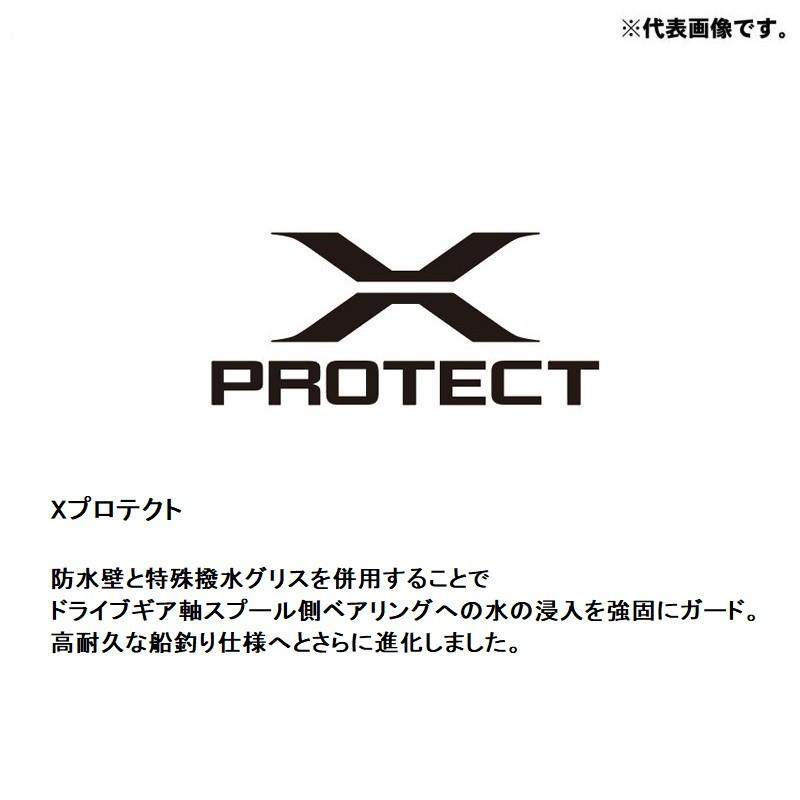 ※代表画像です。
X
PROTECT
Xプロテクト
防水壁と特殊撥水グリスを併用することで
ドライブギア軸スプール側ベアリングへの水の浸入を強固にガード。
高耐久な船釣り仕様へとさらに進化しました。